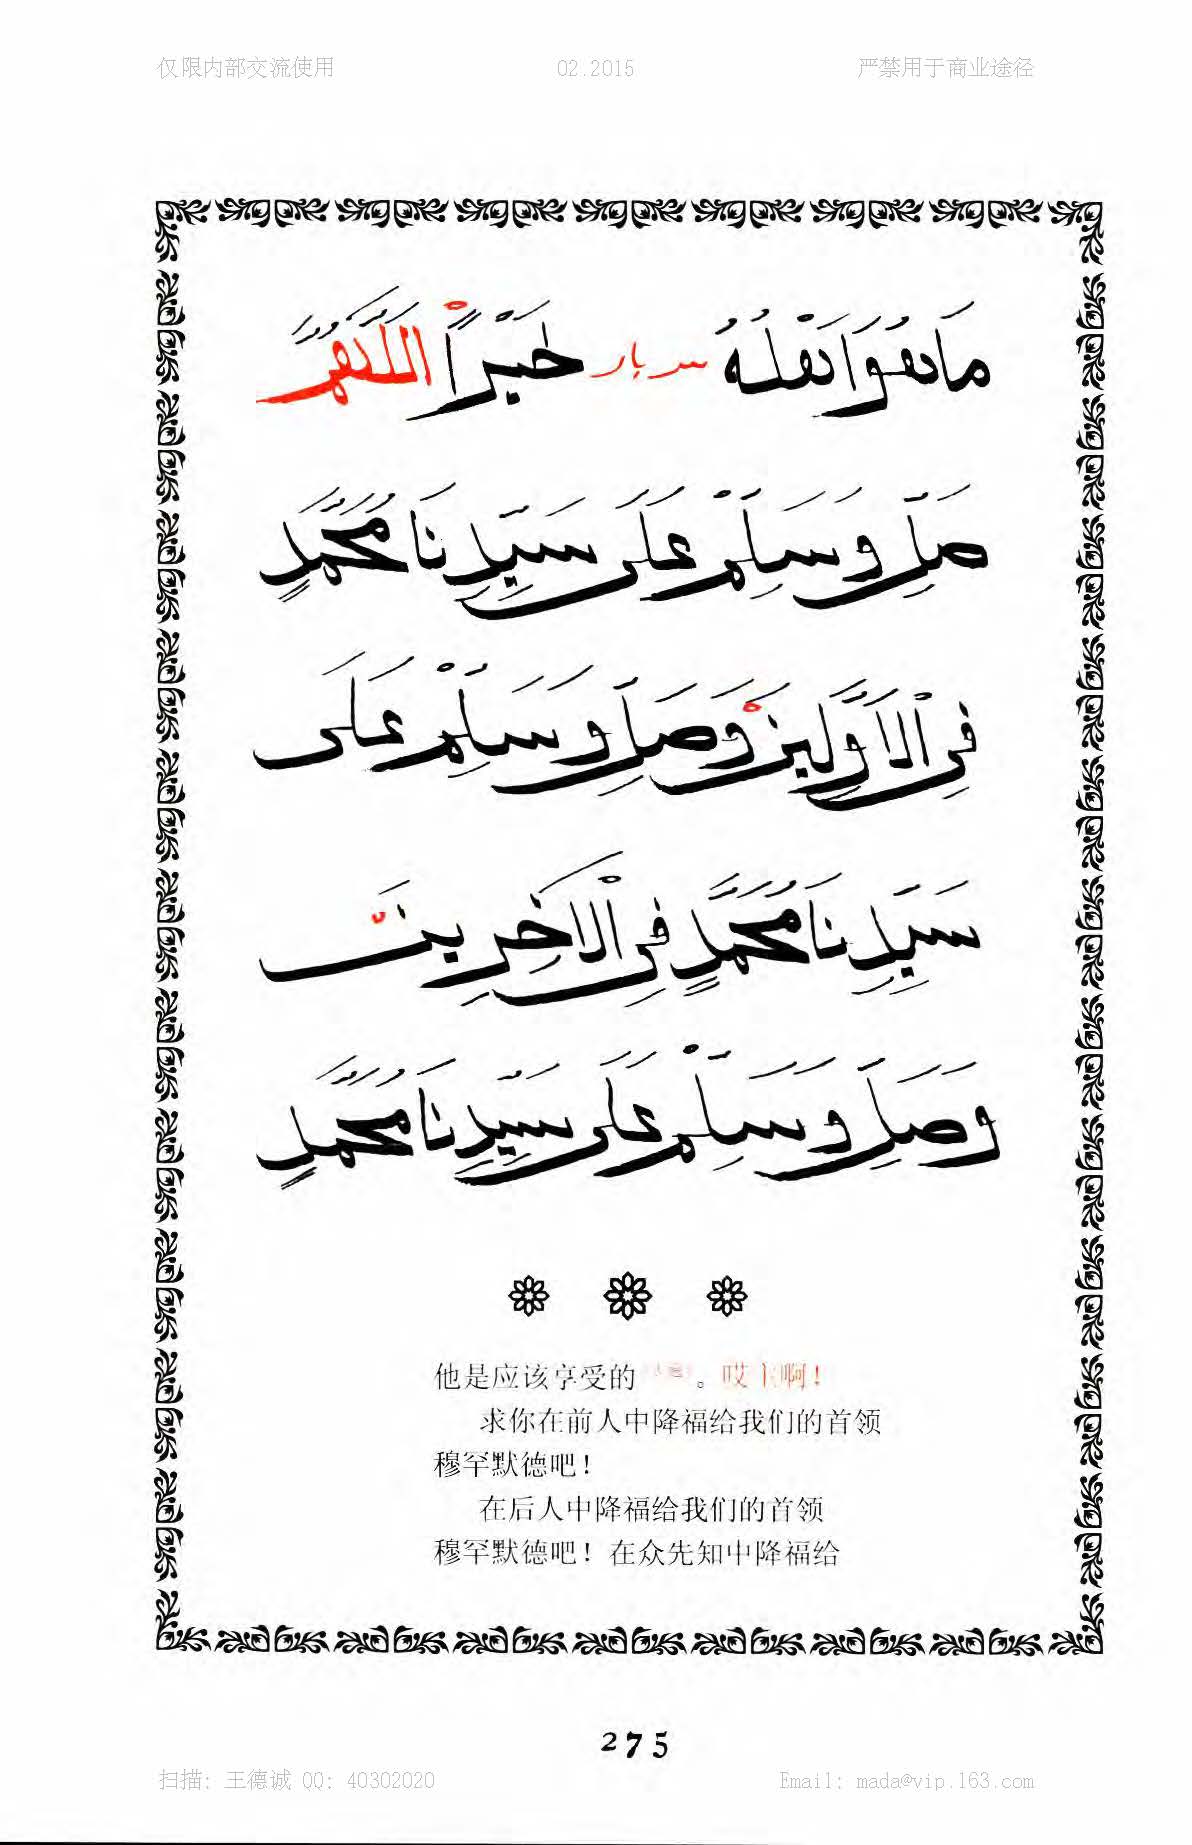 仅限内部交流使用 02.2015 严禁用于商业途径
مَا هُوَ اَهْلُهُ سه بار خَيْرًا اَللّٰهُمَّ
صَلِّ وَسَلِّمْ عَلَى سَيِّدِنَا مُحَمَّدٍ
فِي الْاَوَّلِينَ وَصَلِّ وَسَلِّمْ عَلَى
سَيِّدِنَا مُحَمَّدٍ فِي الْاٰخِرِينَ
وَصَلِّ وَسَلِّمْ عَلَى سَيِّدِنَا مُحَمَّدٍ
他是应该享受的 。哎主啊！
求你在前人中降福给我们的首领
穆罕默德吧！
在后人中降福给我们的首领
穆罕默德吧！在众先知中降福给
275
扫描: 王德诚 QQ: 40302020 Email: mada@vip.163.com